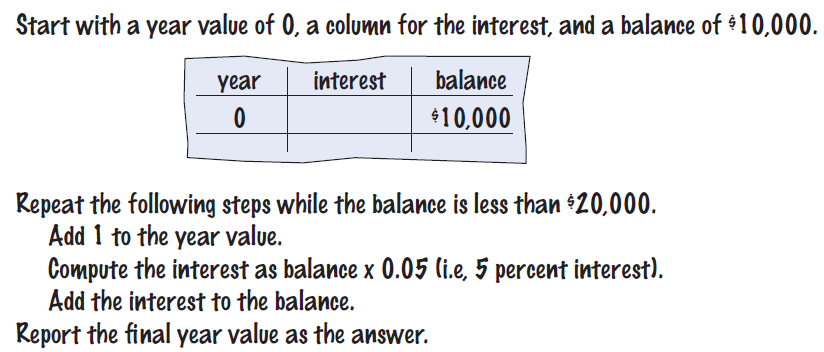 Start with a year value of 0, a column for the interest, and a balance of $10,000.
year interest balance
0 $10,000
Repeat the following steps while the balance is less than $20,000.
Add 1 to the year value.
Compute the interest as balance x 0.05 (i.e, 5 percent interest).
Add the interest to the balance.
Report the final year value as the answer.